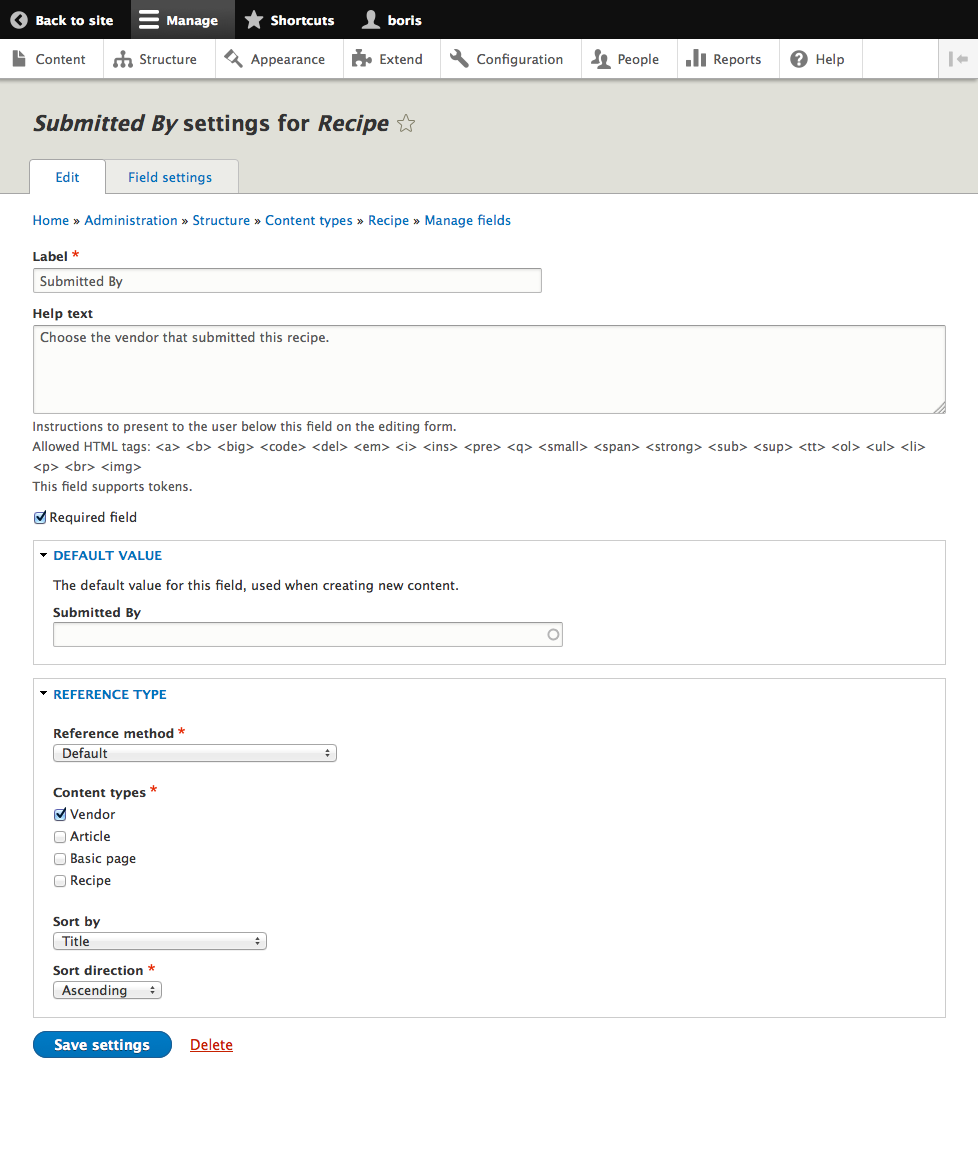 Back to site Manage Shortcuts boris
Content Structure Appearance Extend Configuration People Reports Help
Submitted By settings for Recipe
Edit Field settings
Home » Administration » Structure » Content types » Recipe » Manage fields
Label *
Submitted By
Help text
Choose the vendor that submitted this recipe.
Instructions to present to the user below this field on the editing form.
Allowed HTML tags: <a> <b> <big> <code> <del> <em> <i> <ins> <pre> <q> <small> <span> <strong> <sub> <sup> <tt> <ol> <ul> <li>
<p> <br> <img>
This field supports tokens.
Required field
DEFAULT VALUE
The default value for this field, used when creating new content.
Submitted By
REFERENCE TYPE
Reference method *
Default
Content types *
Vendor
Article
Basic page
Recipe
Sort by
Title
Sort direction *
Ascending
Save settings Delete